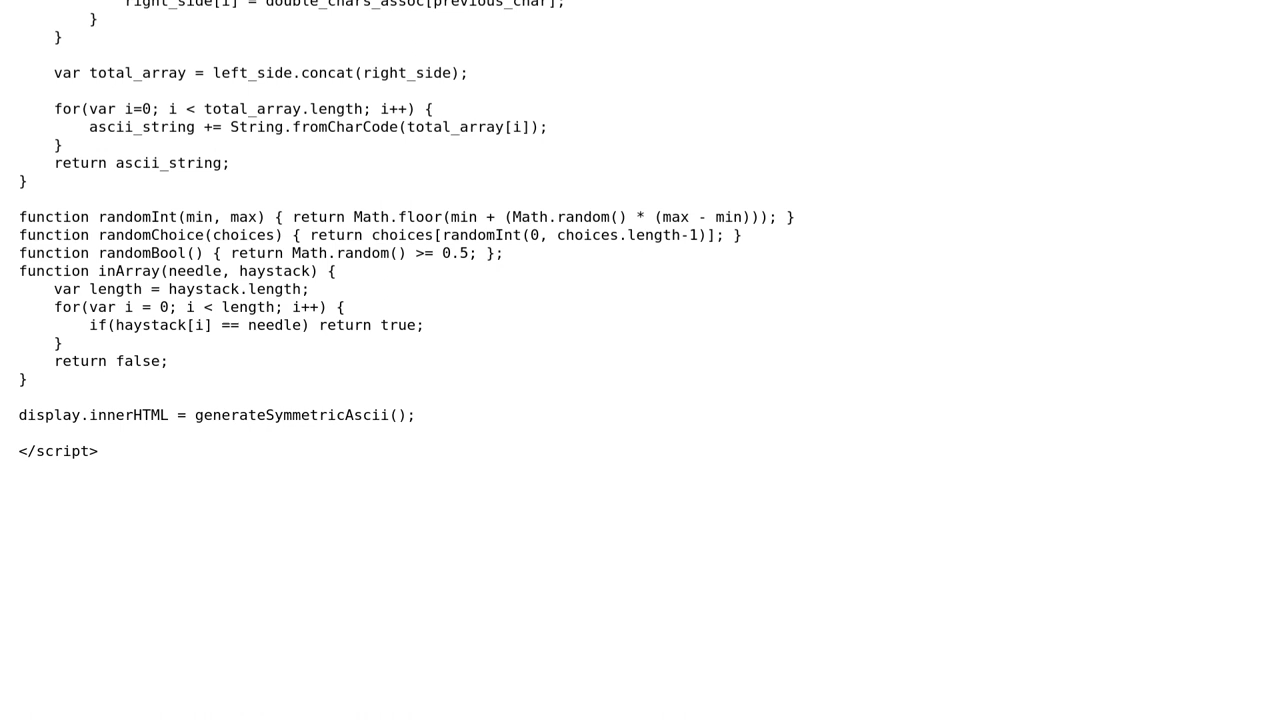 right_side[i] = double_chars_assoc[previous_char];
        }
    }

    var total_array = left_side.concat(right_side);

    for(var i=0; i < total_array.length; i++) {
        ascii_string += String.fromCharCode(total_array[i]);
    }
    return ascii_string;
}

function randomInt(min, max) { return Math.floor(min + (Math.random() * (max - min))); }
function randomChoice(choices) { return choices[randomInt(0, choices.length-1)]; }
function randomBool() { return Math.random() >= 0.5; };
function inArray(needle, haystack) {
    var length = haystack.length;
    for(var i = 0; i < length; i++) {
        if(haystack[i] == needle) return true;
    }
    return false;
}

display.innerHTML = generateSymmetricAscii();

</script>